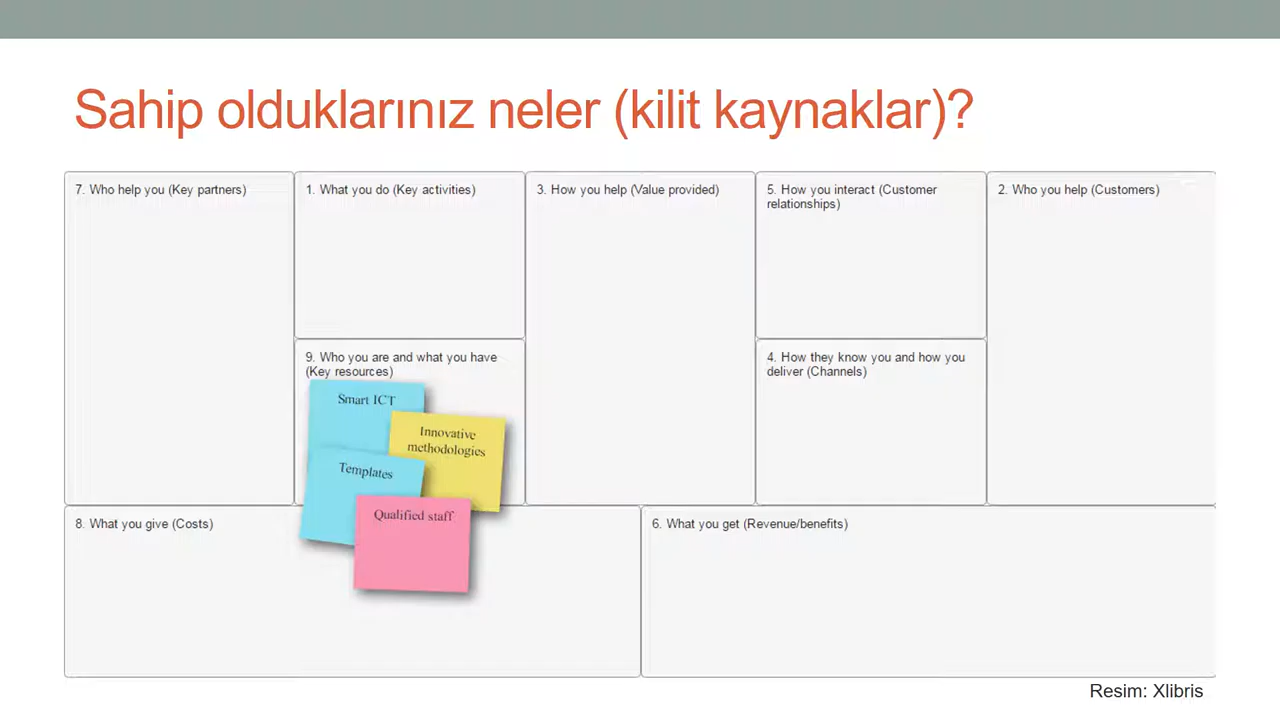 Sahip olduklarınız neler (kilit kaynaklar)?
7. Who help you (Key partners)
1. What you do (Key activities)
3. How you help (Value provided)
5. How you interact (Customer
relationships)
2. Who you help (Customers)
9. Who you are and what you have
(Key resources)
4. How they know you and how you
deliver (Channels)
Smart ICT
Innovative
methodologies
Templates
Qualified staff
8. What you give (Costs)
6. What you get (Revenue/benefits)
Resim: Xlibris